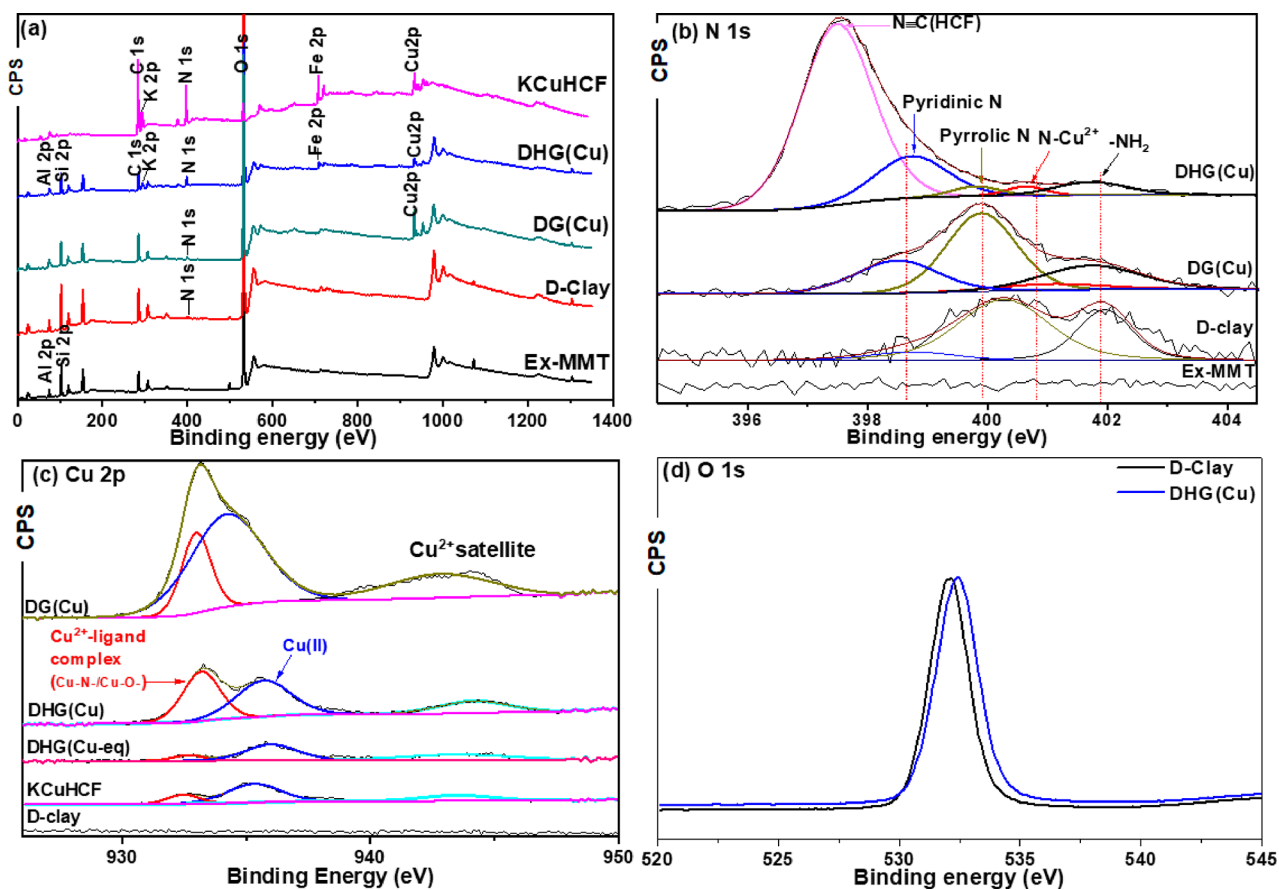 (a)
CPS
C 1s
K 2p
N 1s
O 1s
Fe 2p
Cu2p
KCuHCF
Al 2p
Si 2p
C 1s
K 2p
N 1s
Fe 2p
Cu2p
DHG(Cu)
N 1s
Cu2p
DG(Cu)
N 1s
D-Clay
Al 2p
Si 2p
Ex-MMT
0 200 400 600 800 1000 1200 1400
Binding energy (eV)
(b) N 1s
CPS
N≡C(HCF)
Pyridinic N
Pyrrolic N
N-Cu²⁺
-NH₂
DHG(Cu)
DG(Cu)
D-clay
Ex-MMT
396 398 400 402 404
Binding energy (eV)
(c) Cu 2p
CPS
Cu²⁺satellite
DG(Cu)
Cu²⁺-ligand
complex
(Cu-N-/Cu-O-)
Cu(II)
DHG(Cu)
DHG(Cu-eq)
KCuHCF
D-clay
930 940 950
Binding Energy (eV)
(d) O 1s
CPS
D-Clay
DHG(Cu)
520 525 530 535 540 545
Binding Energy (eV)